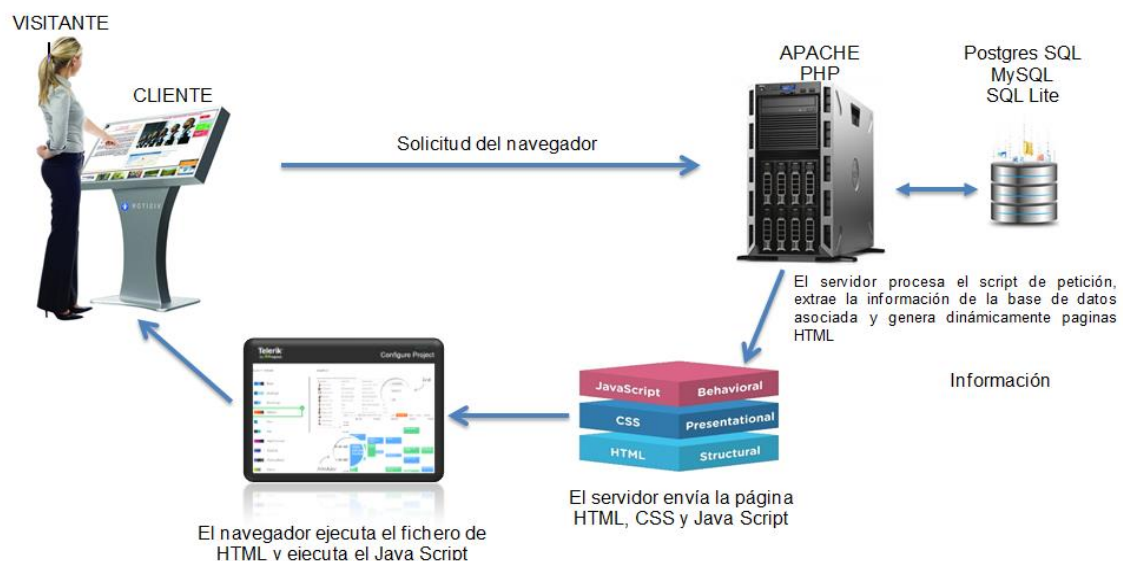 VISITANTE
CLIENTE
Solicitud del navegador
APACHE
PHP
Postgres SQL
MySQL
SQL Lite
El servidor procesa el script de petición,
extrae la información de la base de datos
asociada y genera dinámicamente paginas
HTML
Información
JavaScript Behavioral
CSS Presentational
HTML Structural
El servidor envía la página
HTML, CSS y Java Script
Telerik
Configure Project
El navegador ejecuta el fichero de
HTML y ejecuta el Java Script